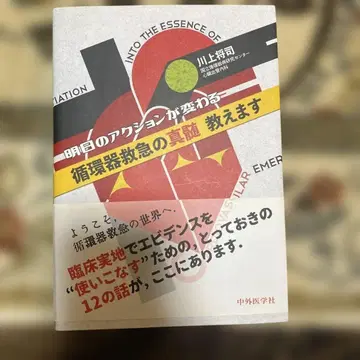 INTO THE ESSENCE OF
川上将司
国立循環器病研究センター
心臓血管内科
IATION
明日のアクションが変わる
循環器救急の真髄 教えます
VASCULAR
EMER
ようこそ,
循環器救急の世界へ.
臨床実地でエビデンスを
“使いこなす”ための,とっておきの
12の話が,ここにあります.
中外医学社